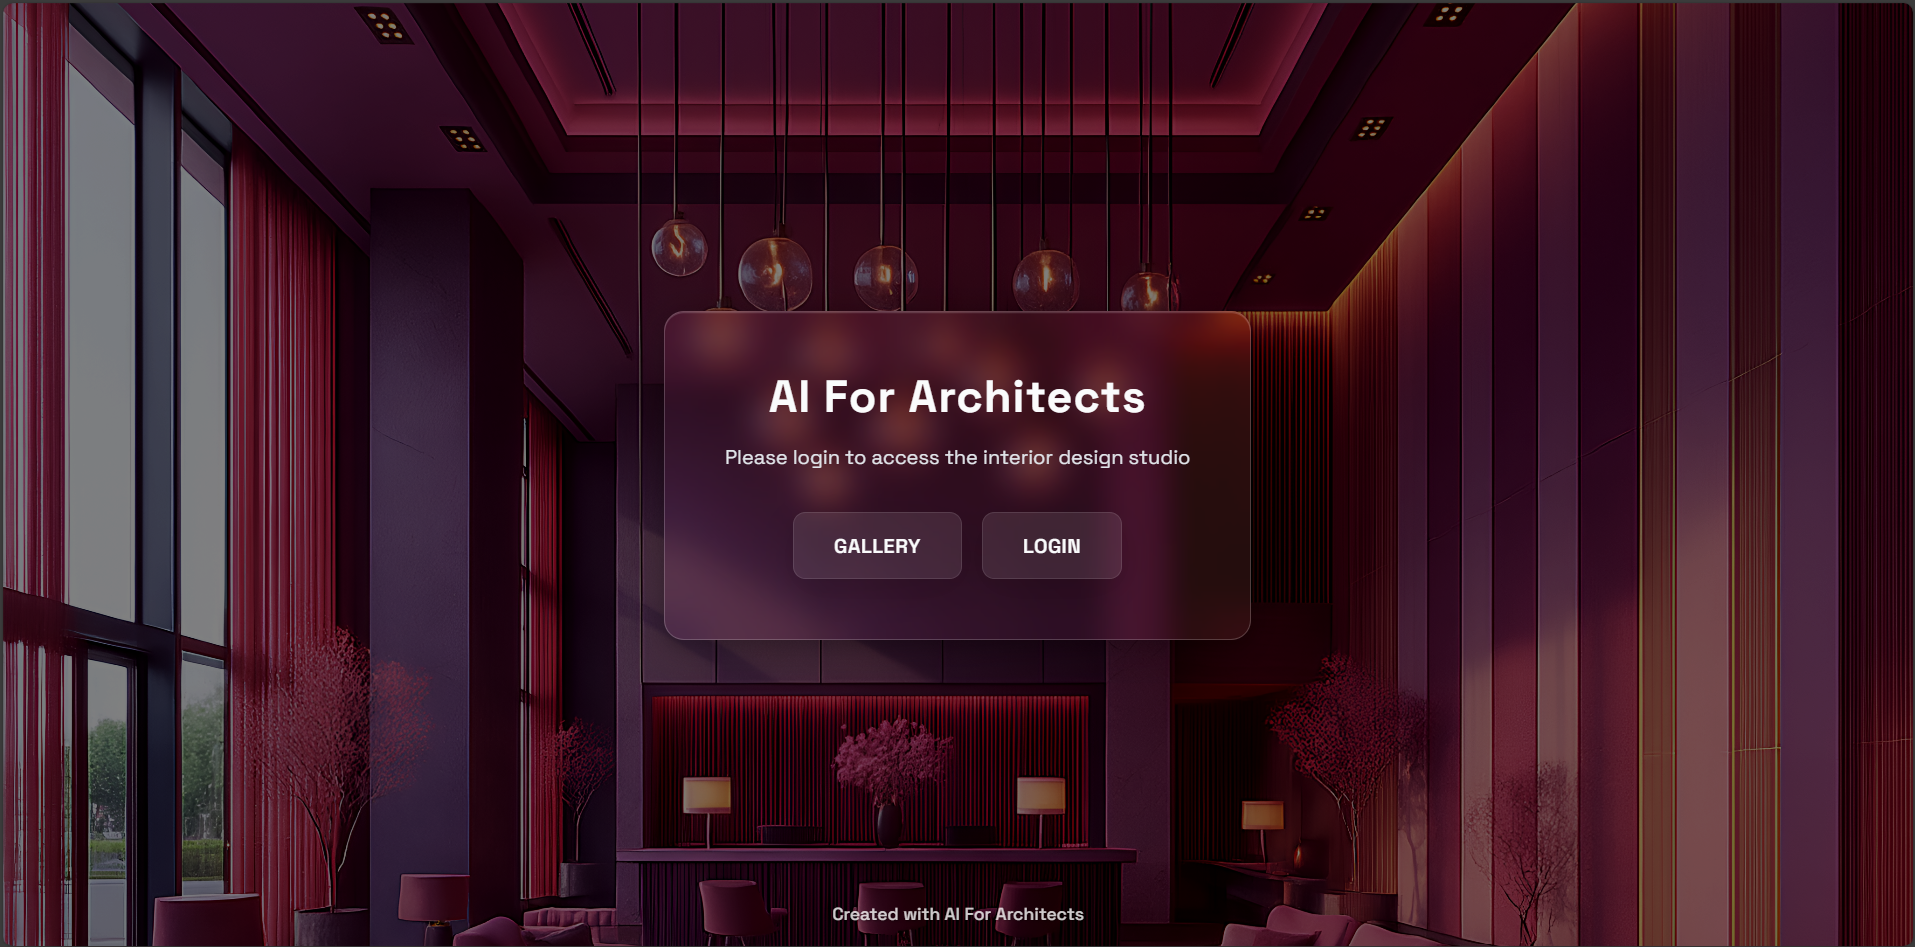 AI For Architects
Please login to access the interior design studio
GALLERY
LOGIN
Created with AI For Architects